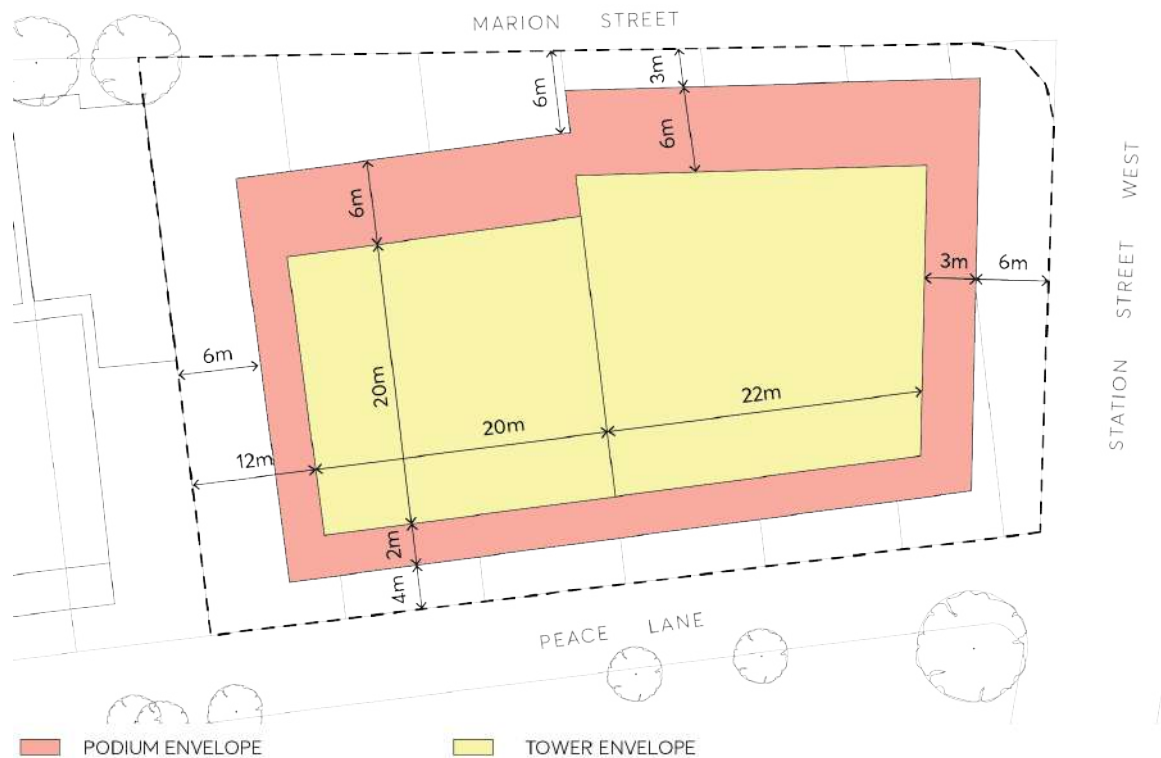 MARION STREET
3m
6m
6m
6m
STATION STREET WEST
3m 6m
6m
20m
22m
20m
12m
2m
4m
PEACE LANE
PODIUM ENVELOPE TOWER ENVELOPE